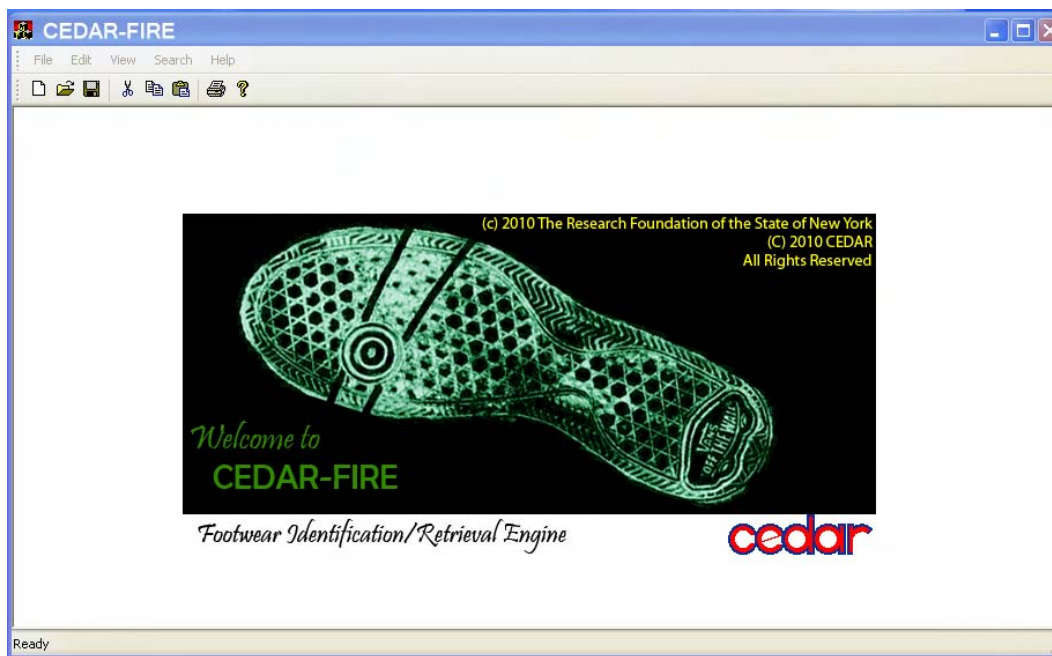 CEDAR-FIRE
File Edit View Search Help
(c) 2010 The Research Foundation of the State of New York
(C) 2010 CEDAR
All Rights Reserved
VANS
OFF THE WALL
Welcome to
CEDAR-FIRE
Footwear Identification/Retrieval Engine
cedar
Ready